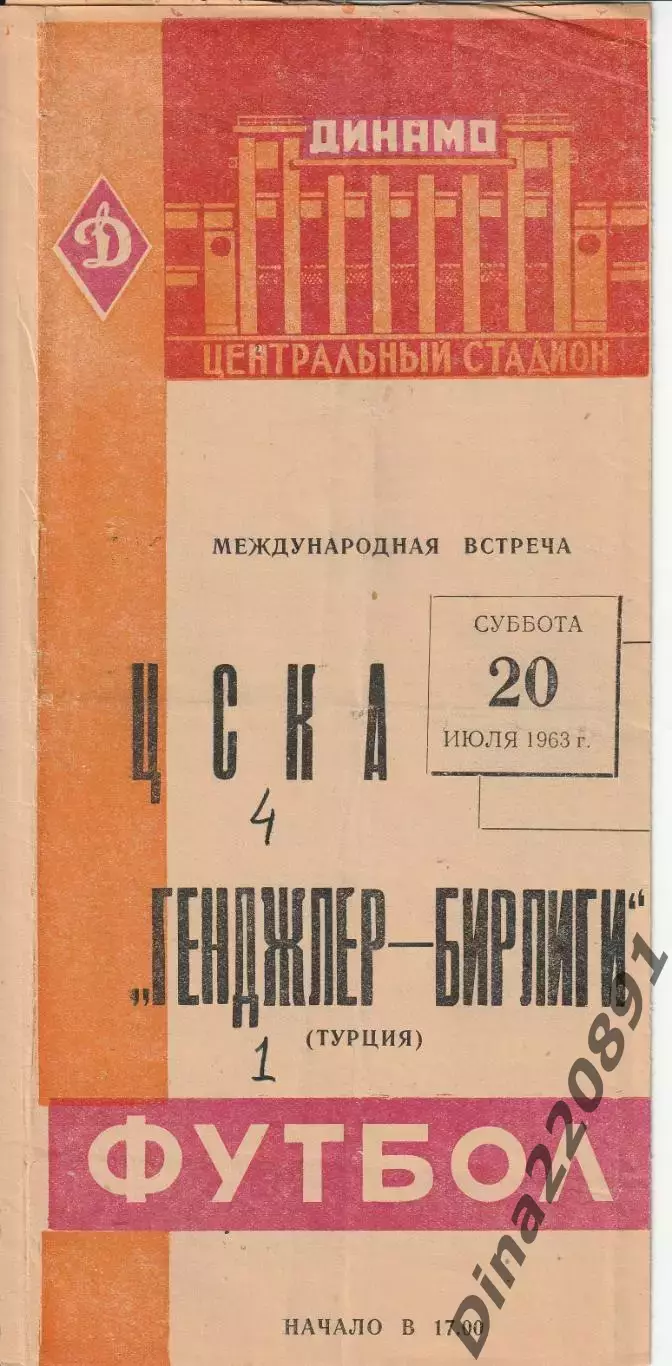 ДИНАМО
Д
ЦЕНТРАЛЬНЫЙ СТАДИОН
МЕЖДУНАРОДНАЯ ВСТРЕЧА
СУББОТА
20
ИЮЛЯ 1963 г.
ЦСКА
4
„ГЕНДЖЛЕР—БИРЛИГИ“
(ТУРЦИЯ)
1
ФУТБОЛ
НАЧАЛО В 17.00
Dina220891